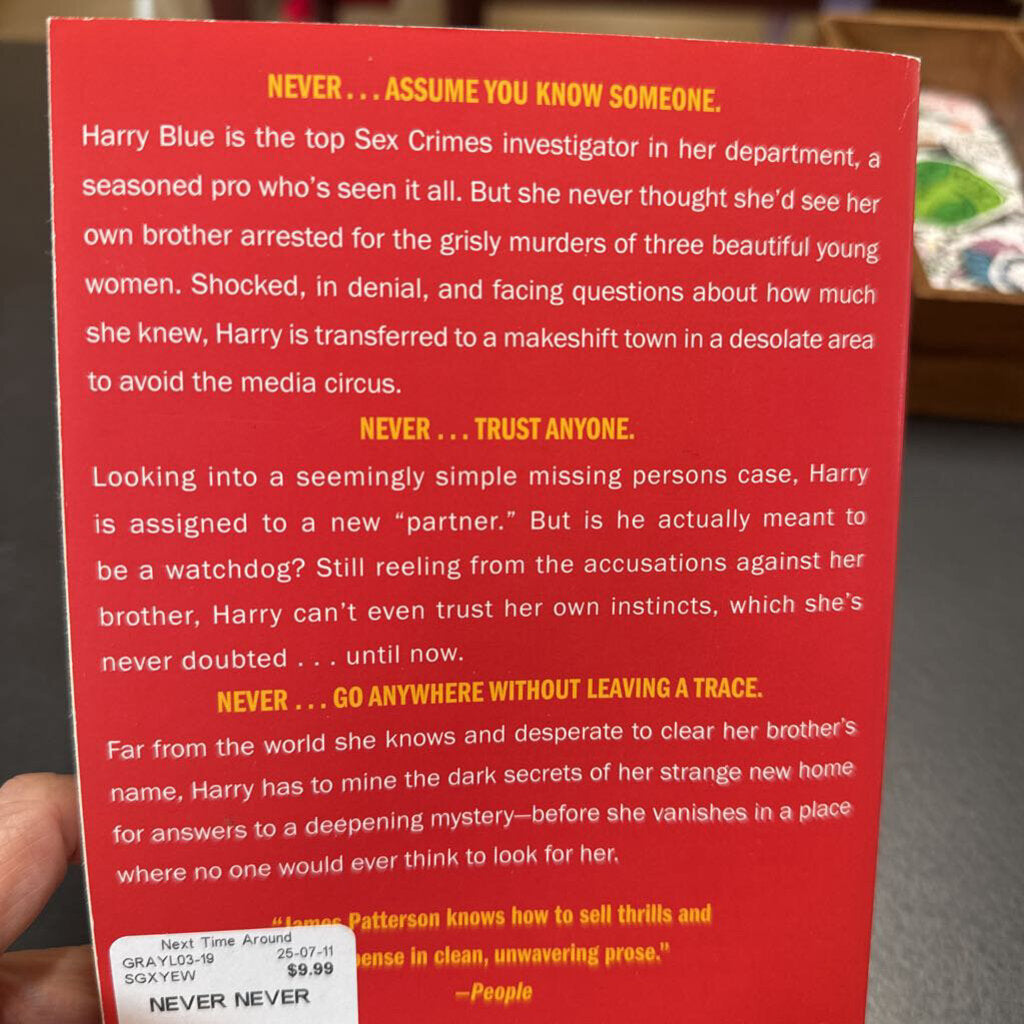 NEVER . . . ASSUME YOU KNOW SOMEONE.
Harry Blue is the top Sex Crimes investigator in her department, a
seasoned pro who's seen it all. But she never thought she'd see her
own brother arrested for the grisly murders of three beautiful young
women. Shocked, in denial, and facing questions about how much
she knew, Harry is transferred to a makeshift town in a desolate area
to avoid the media circus.
NEVER . . . TRUST ANYONE.
Looking into a seemingly simple missing persons case, Harry
is assigned to a new “partner.” But is he actually meant to
be a watchdog? Still reeling from the accusations against her
brother, Harry can't even trust her own instincts, which she's
never doubted . . . until now.
NEVER . . . GO ANYWHERE WITHOUT LEAVING A TRACE.
Far from the world she knows and desperate to clear her brother's
name, Harry has to mine the dark secrets of her strange new home
for answers to a deepening mystery—before she vanishes in a place
where no one would ever think to look for her.
“James Patterson knows how to sell thrills and
ense in clean, unwavering prose.”
—People
Next Time Around
GRAYL03-19 25-07-11
SGXYEW $9.99
NEVER NEVER